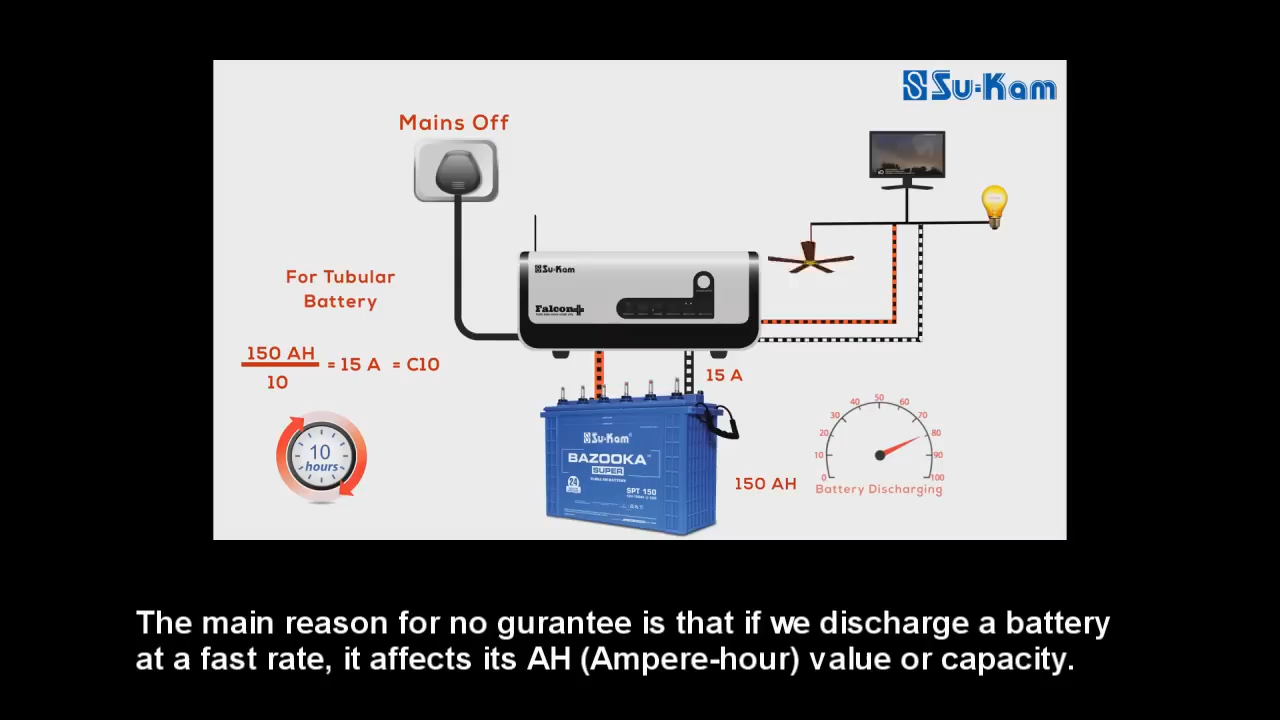 Su-Kam
Mains Off
For Tubular
Battery
150 AH
10
= 15 A = C10
10
hours
Su-Kam
Falcon+
15 A
Su-Kam
BAZOOKA
SUPER
TUBULAR BATTERY
24
SPT 150
150 AH
0
10
20
30
40
50
60
70
80
90
100
Battery Discharging
The main reason for no gurantee is that if we discharge a battery
at a fast rate, it affects its AH (Ampere-hour) value or capacity.